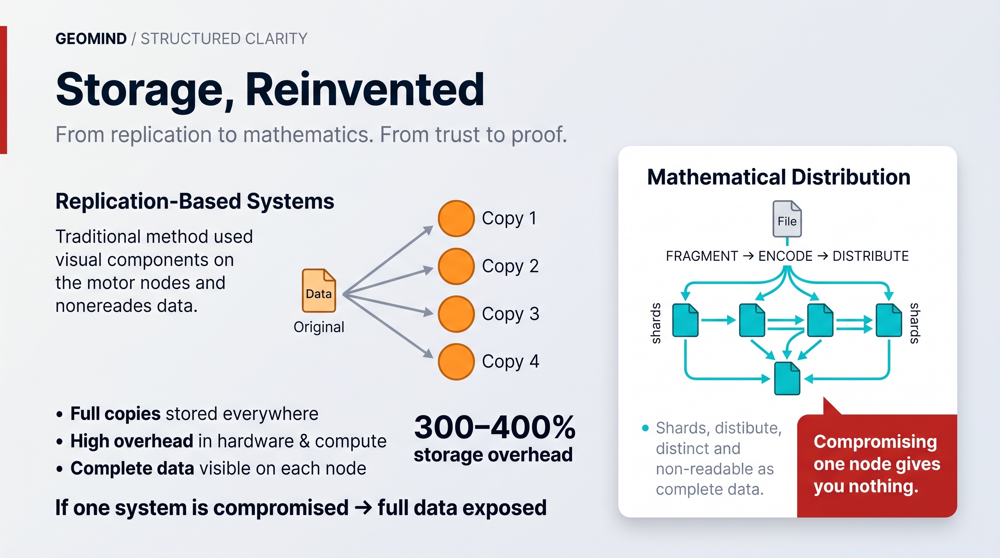 GEOMIND / STRUCTURED CLARITY
Storage, Reinvented
From replication to mathematics. From trust to proof.
Replication-Based Systems
Traditional method used
visual components on
the motor nodes and
nonereades data.
Data
Original
Copy 1
Copy 2
Copy 3
Copy 4
• Full copies stored everywhere
• High overhead in hardware & compute
• Complete data visible on each node
300–400%
storage overhead
If one system is compromised → full data exposed
Mathematical Distribution
File
FRAGMENT → ENCODE → DISTRIBUTE
shards
shards
• Shards, distibute,
distinct and
non-readable as
complete data.
Compromising
one node gives
you nothing.